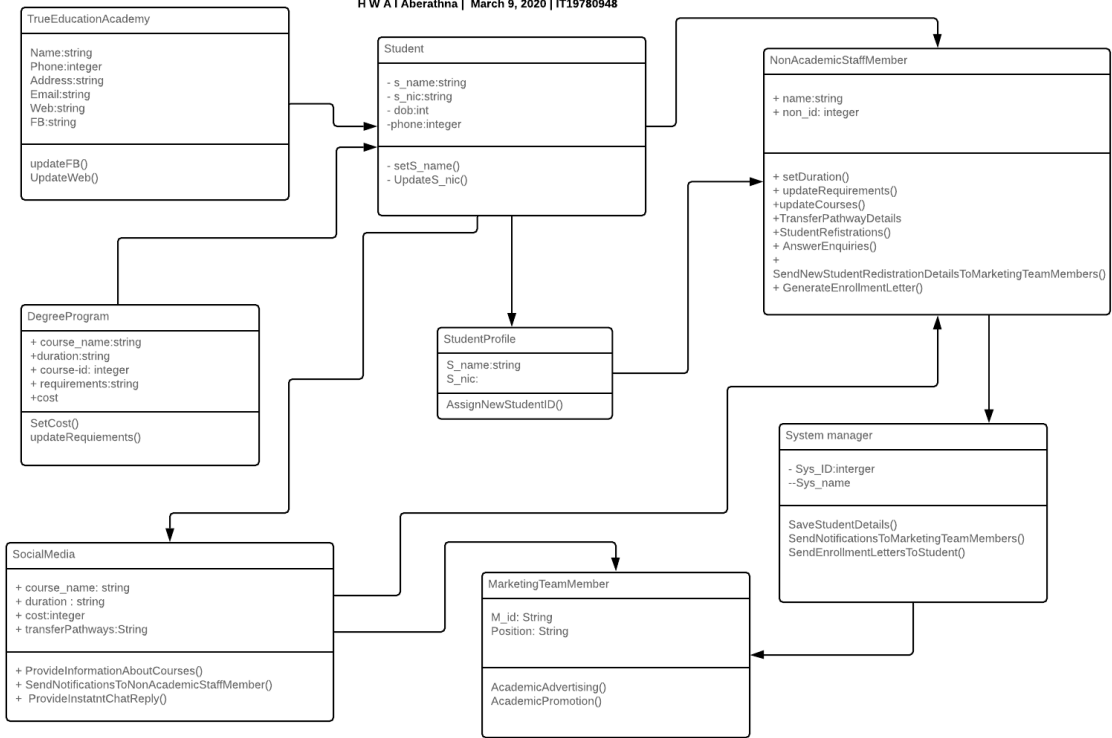 H W A I Aberathna | March 9, 2020 | IT19780948
TrueEducationAcademy
Name:string
Phone:integer
Address:string
Email:string
Web:string
FB:string
updateFB()
UpdateWeb()
Student
- s_name:string
- s_nic:string
- dob:int
-phone:integer
- setS_name()
- UpdateS_nic()
NonAcademicStaffMember
+ name:string
+ non_id: integer
+ setDuration()
+ updateRequirements()
+updateCourses()
+TransferPathwayDetails
+StudentRefistrations()
+ AnswerEnquiries()
+
SendNewStudentRedistrationDetailsToMarketingTeamMembers()
+ GenerateEnrollmentLetter()
DegreeProgram
+ course_name:string
+duration:string
+ course-id: integer
+ requirements:string
+cost
SetCost()
updateRequiements()
StudentProfile
S_name:string
S_nic:
AssignNewStudentID()
System manager
- Sys_ID:interger
--Sys_name
SaveStudentDetails()
SendNotificationsToMarketingTeamMembers()
SendEnrollmentLettersToStudent()
SocialMedia
+ course_name: string
+ duration : string
+ cost:integer
+ transferPathways:String
+ ProvideInformationAboutCourses()
+ SendNotificationsToNonAcademicStaffMember()
+ ProvideInstatntChatReply()
MarketingTeamMember
M_id: String
Position: String
AcademicAdvertising()
AcademicPromotion()